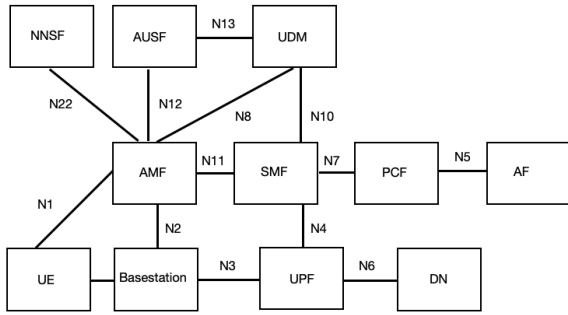 NNSF
AUSF
N13
UDM
N22
N12
N8
N10
AMF
N11
SMF
N7
PCF
N5
AF
N1
N2
N4
UE
Basestation
N3
UPF
N6
DN